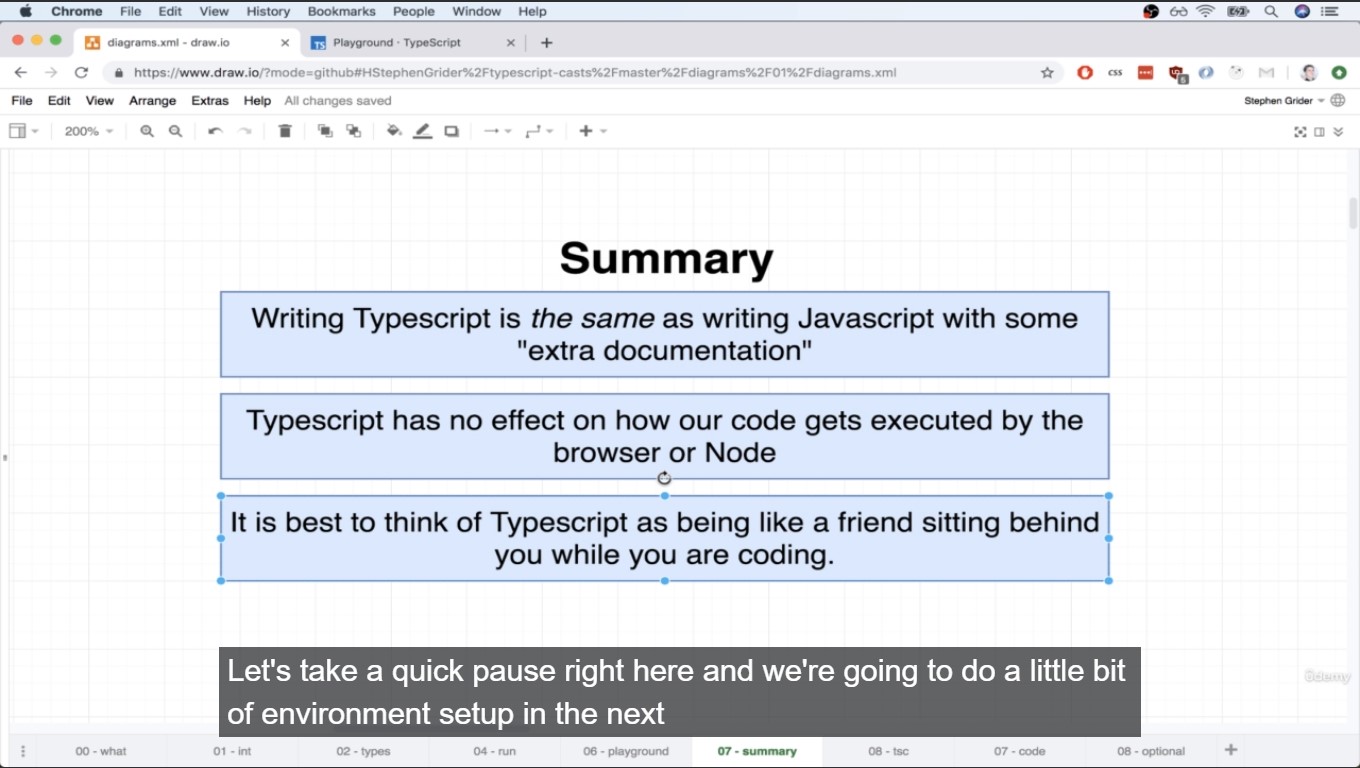 Chrome File Edit View History Bookmarks People Window Help
diagrams.xml - draw.io
Playground · TypeScript
https://www.draw.io/?mode=github#HStephenGrider%2Ftypescript-casts%2Fmaster%2Fdiagrams%2F01%2Fdiagrams.xml
CSS
6
File Edit View Arrange Extras Help All changes saved
Stephen Grider
200%
Summary
Writing Typescript is the same as writing Javascript with some
"extra documentation"
Typescript has no effect on how our code gets executed by the
browser or Node
It is best to think of Typescript as being like a friend sitting behind
you while you are coding.
Let's take a quick pause right here and we're going to do a little bit
of environment setup in the next
ûdemy
00 - what 01 - int 02 - types 04 - run 06 - playground 07 - summary 08 - tsc 07 - code 08 - optional